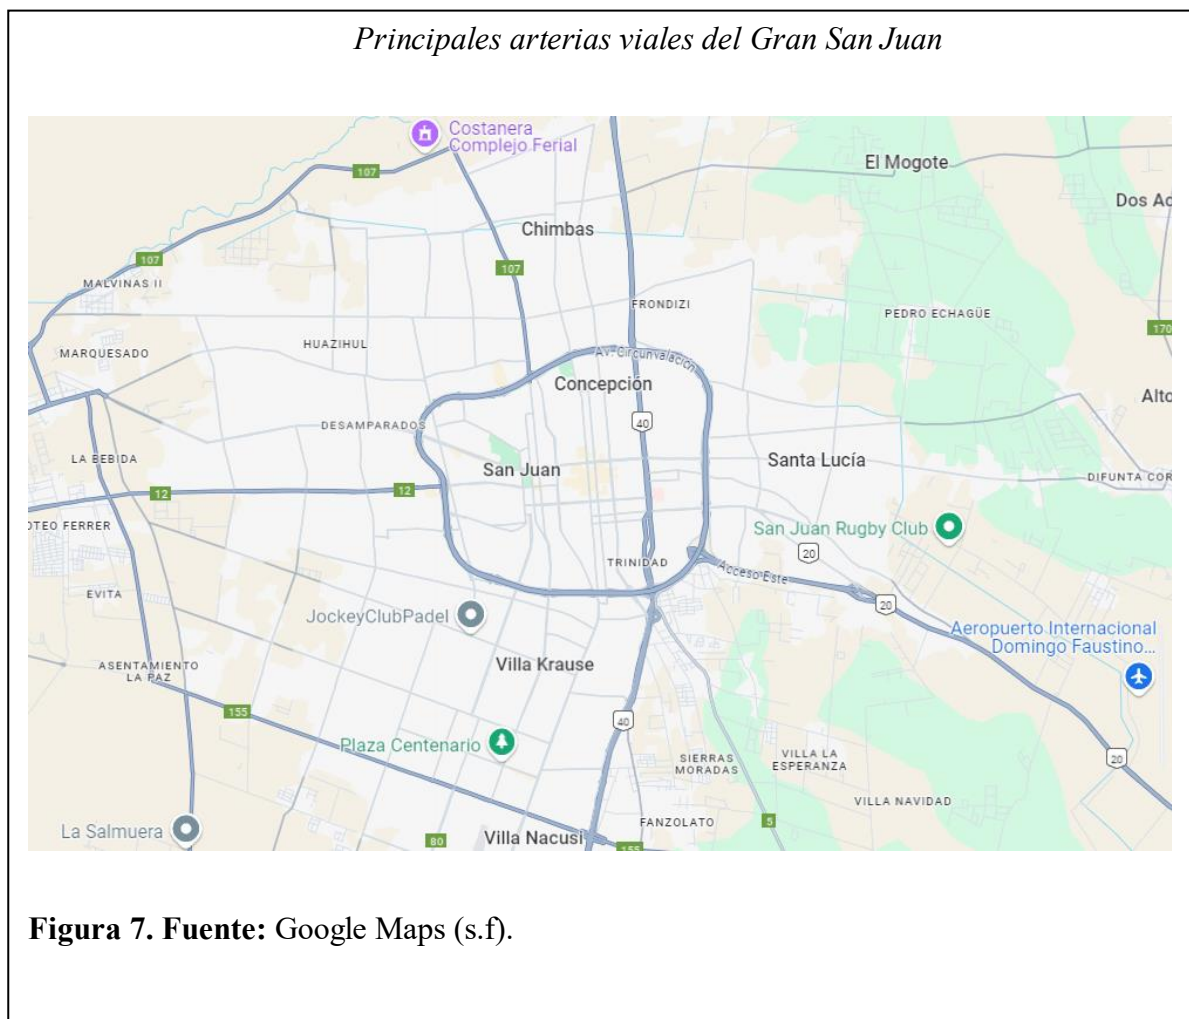 Principales arterias viales del Gran San Juan
Costanera
Complejo Ferial
El Mogote
107
Dos Ac
Chimbas
107
107
MALVINAS II
FRONDIZI
PEDRO ECHAGÜE
170
HUAZIHUL
MARQUESADO
Av. Circunvalación
Concepción
Alto
40
DESAMPARADOS
LA BEBIDA
San Juan
Santa Lucía
DIFUNTA COR
12
12
OTEO FERRER
San Juan Rugby Club
20
TRINIDAD
Acceso Este
EVITA
20
JockeyClubPadel
Aeropuerto Internacional
Domingo Faustino...
ASENTAMIENTO
LA PAZ
Villa Krause
155
40
Plaza Centenario
SIERRAS
MORADAS
VILLA LA
ESPERANZA
20
VILLA NAVIDAD
La Salmuera
80
Villa Nacusi
FANZOLATO
5
155
Figura 7. Fuente: Google Maps (s.f).